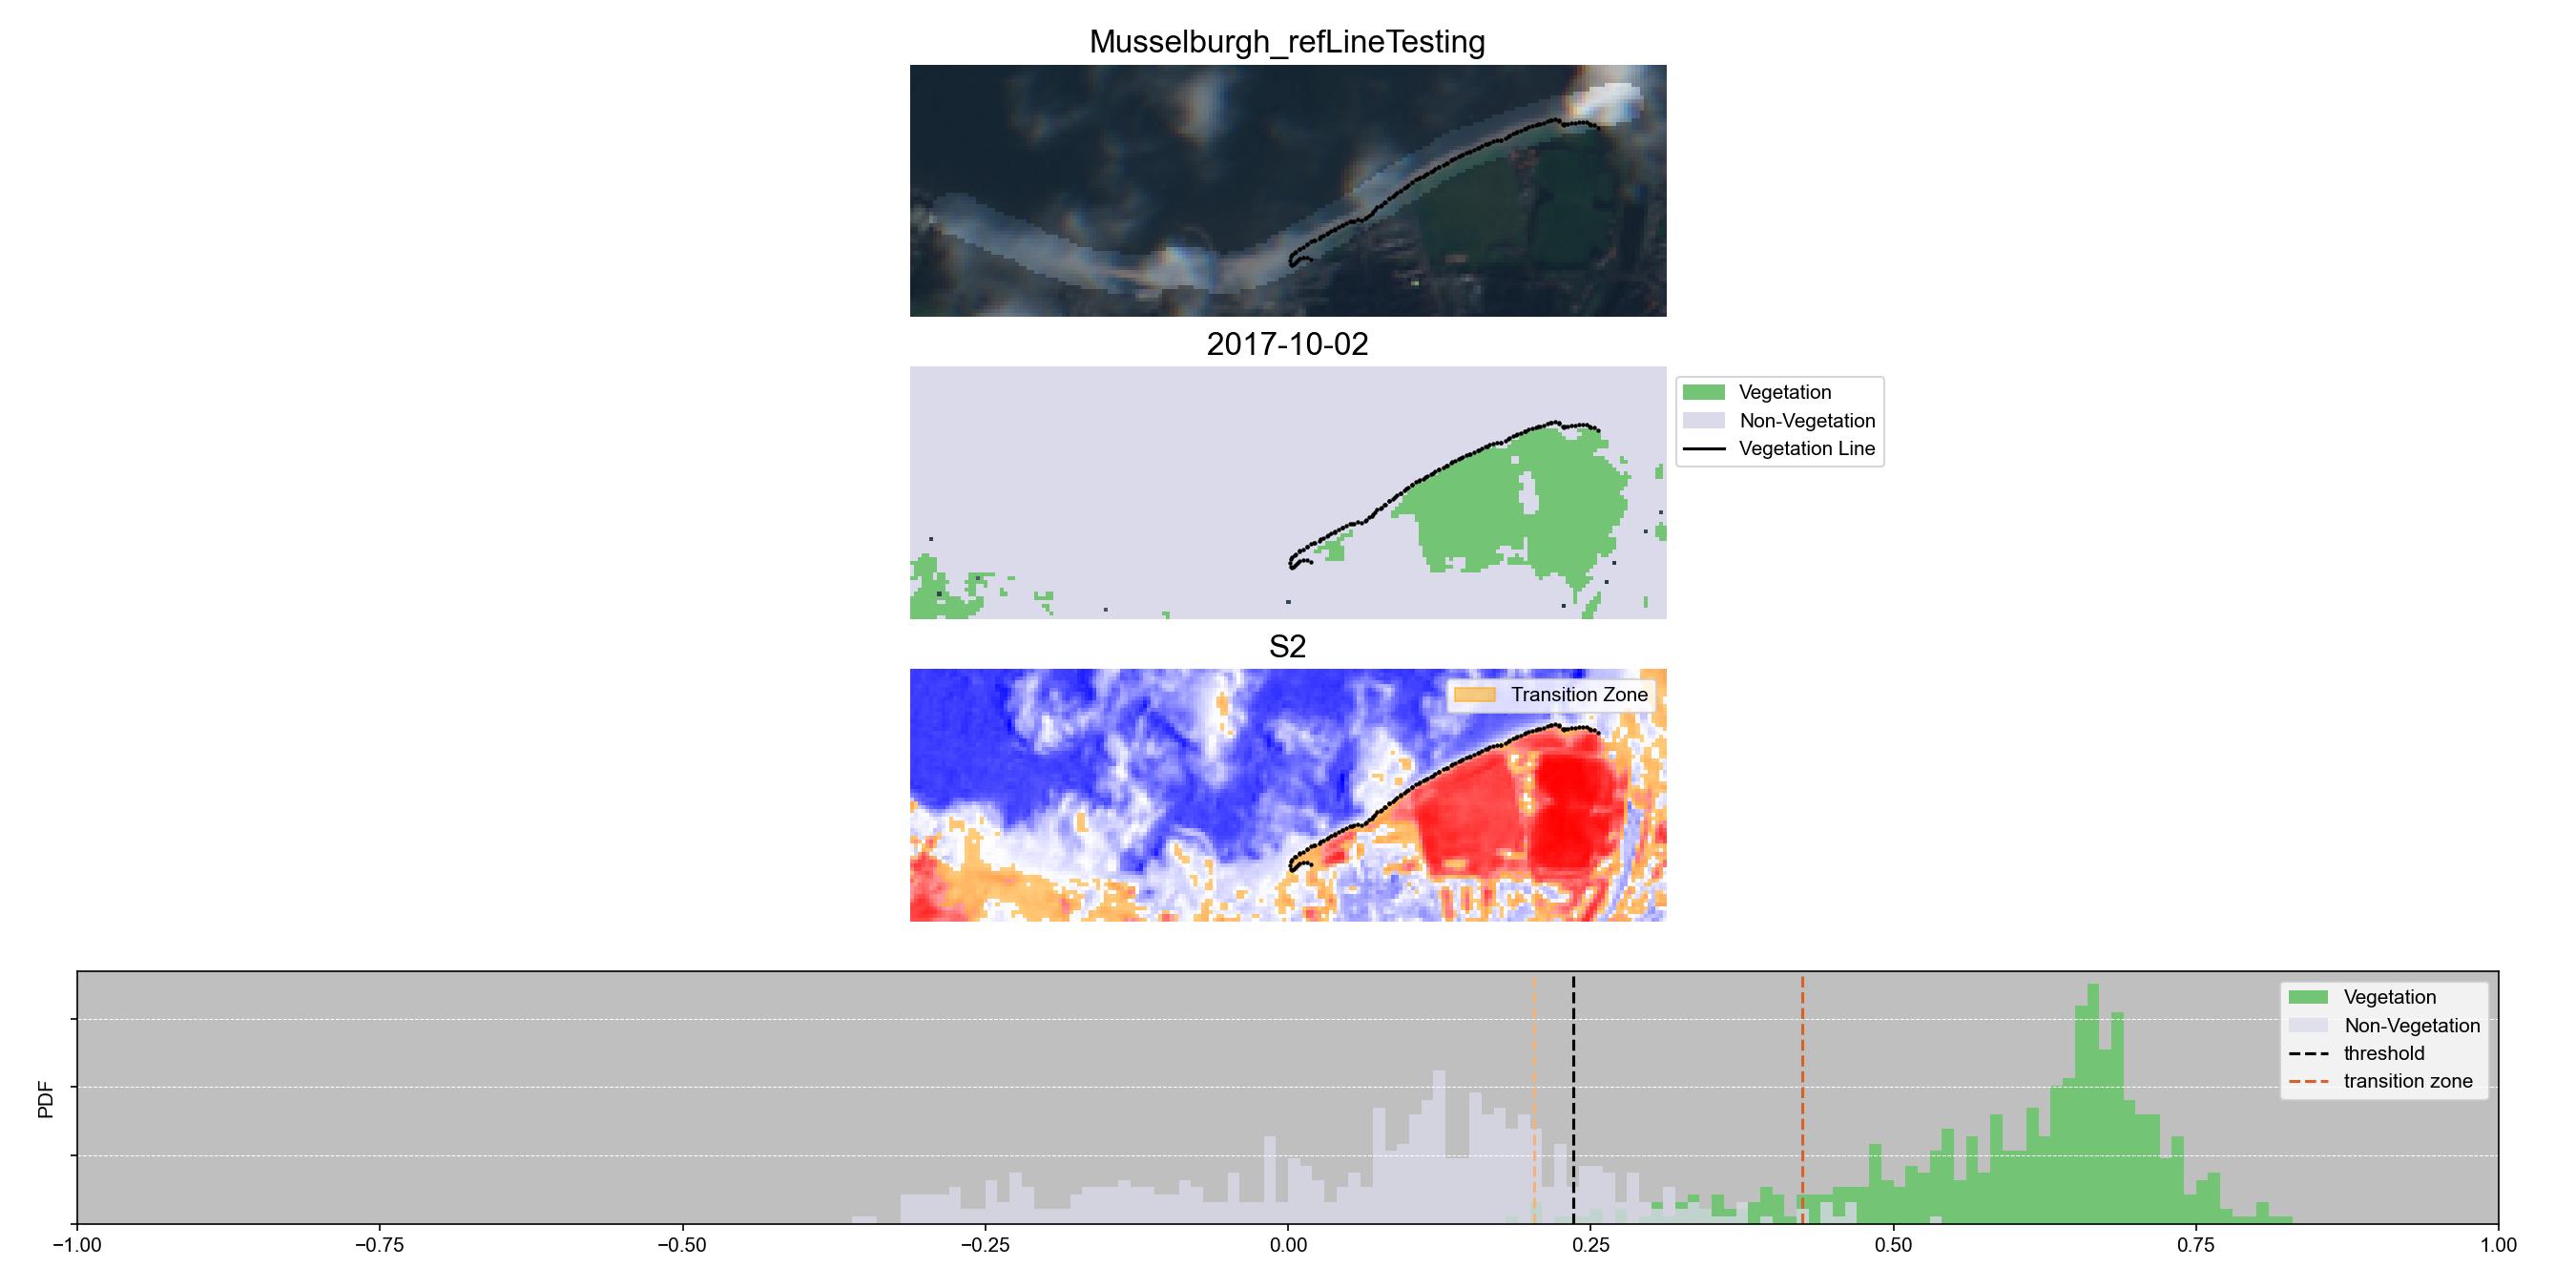 Musselburgh_refLineTesting
2017-10-02
Vegetation
Non-Vegetation
Vegetation Line
S2
Transition Zone
PDF
Vegetation
Non-Vegetation
threshold
transition zone
−1.00 −0.75 −0.50 −0.25 0.00 0.25 0.50 0.75 1.00